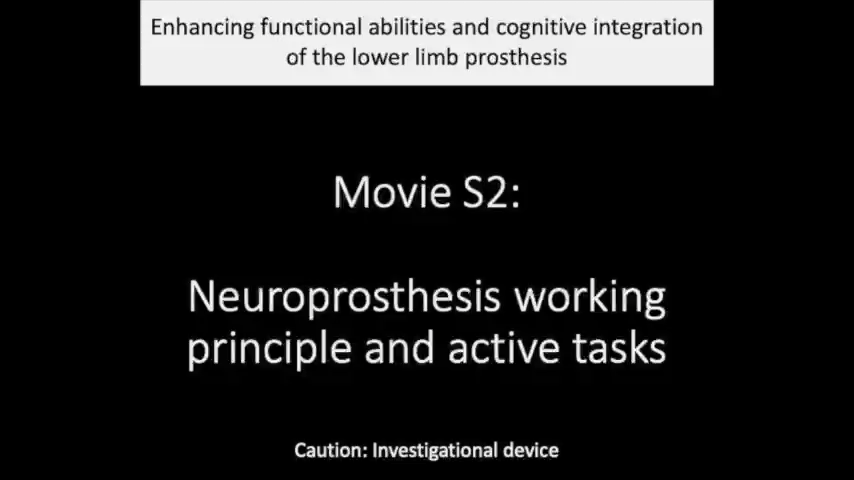 Enhancing functional abilities and cognitive integration
of the lower limb prosthesis
Movie S2:
Neuroprosthesis working
principle and active tasks
Caution: Investigational device